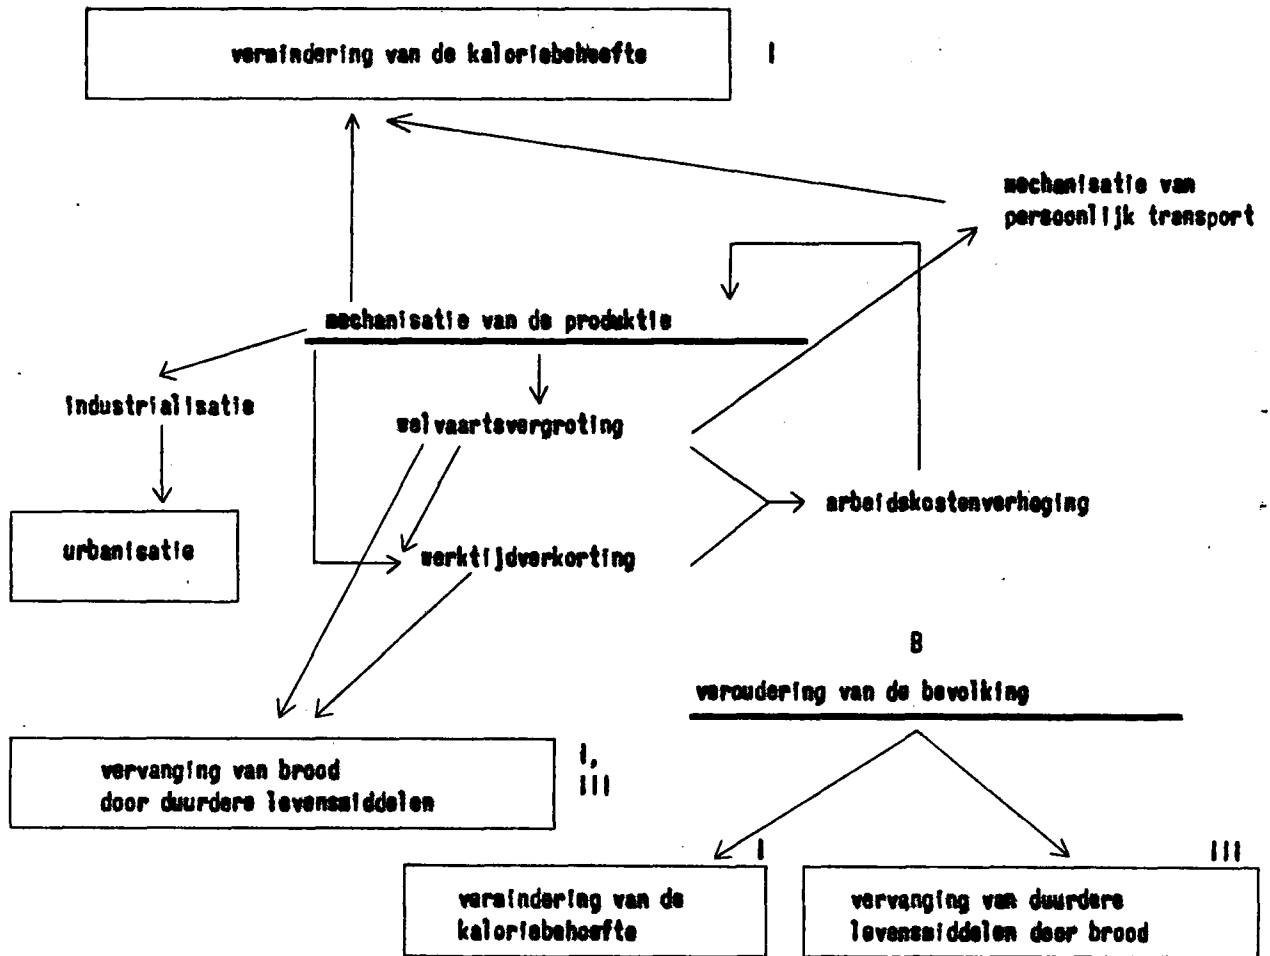 vermindering van de kaloriebehoefte I
mechanisatie van
persoonlijk transport
mechanisatie van de produktie
industrialisatie
welvaartsvergroting
arbeidskostenverhoging
urbanisatie
werktijdverkorting
B
veroudering van de bevolking
vervanging van brood
door duurdere levensmiddelen
I,
III
I
III
vermindering van de
kaloriebehoefte
vervanging van duurdere
levensmiddelen door brood